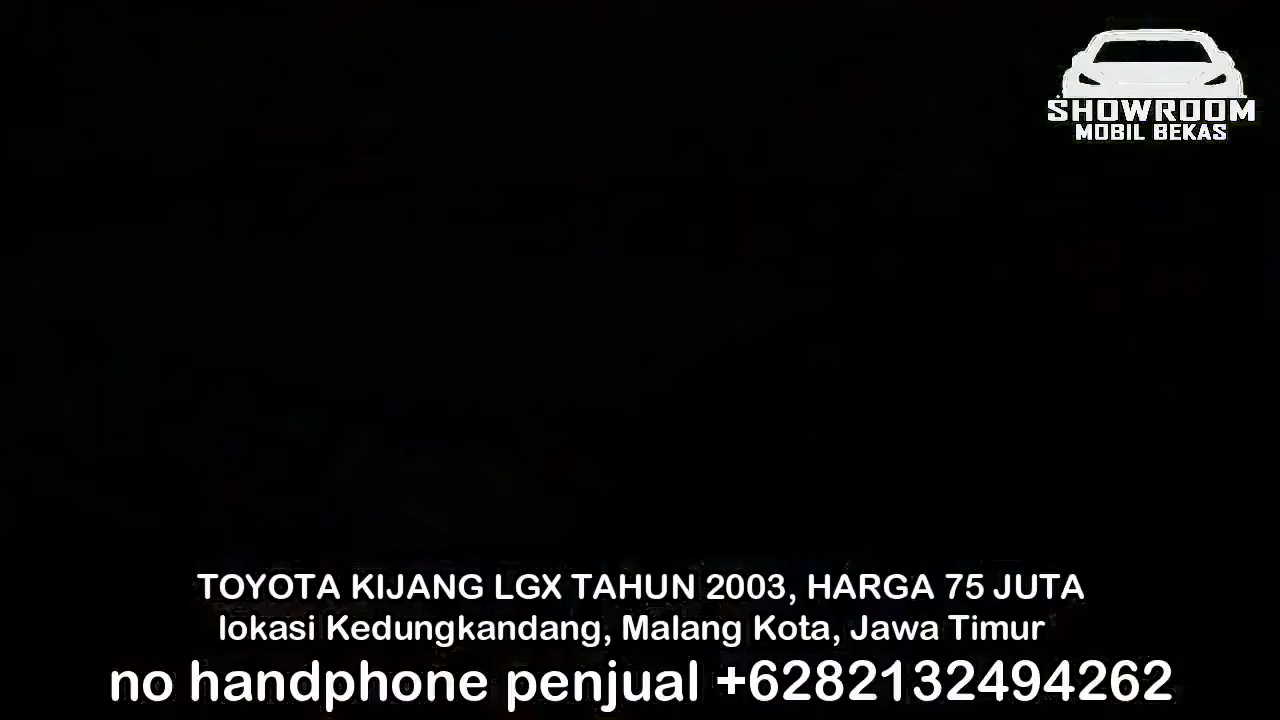 SHOWROOM
MOBIL BEKAS
TOYOTA KIJANG LGX TAHUN 2003, HARGA 75 JUTA
lokasi Kedungkandang, Malang Kota, Jawa Timur
no handphone penjual +6282132494262